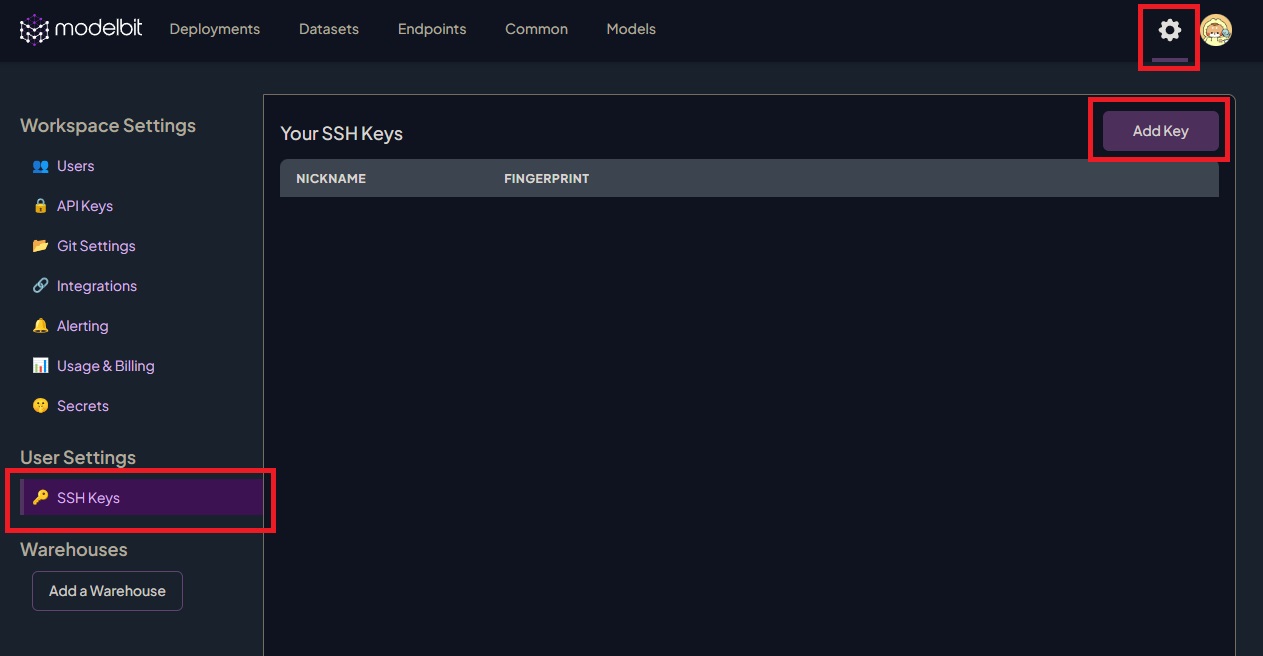 modelbit Deployments Datasets Endpoints Common Models
Workspace Settings
Users
API Keys
Git Settings
Integrations
Alerting
Usage & Billing
Secrets
User Settings
SSH Keys
Warehouses
Add a Warehouse
Your SSH Keys
Add Key
NICKNAME FINGERPRINT